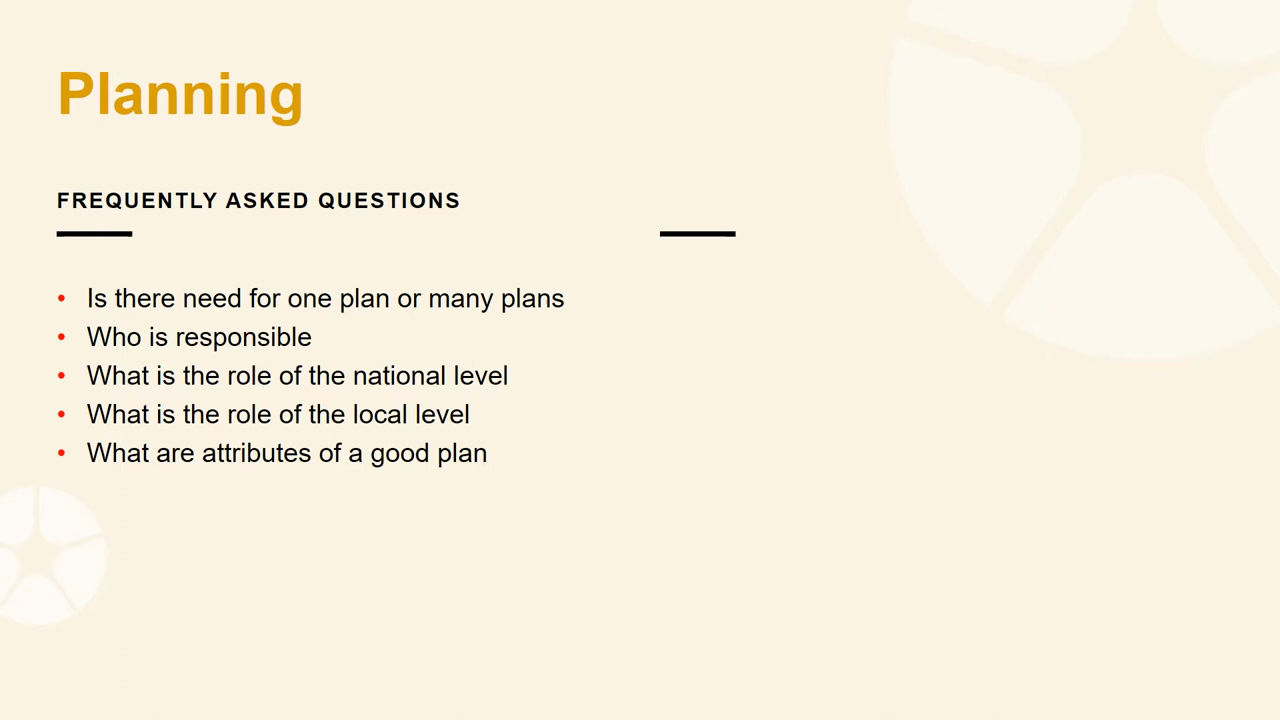 Planning
FREQUENTLY ASKED QUESTIONS
• Is there need for one plan or many plans
• Who is responsible
• What is the role of the national level
• What is the role of the local level
• What are attributes of a good plan